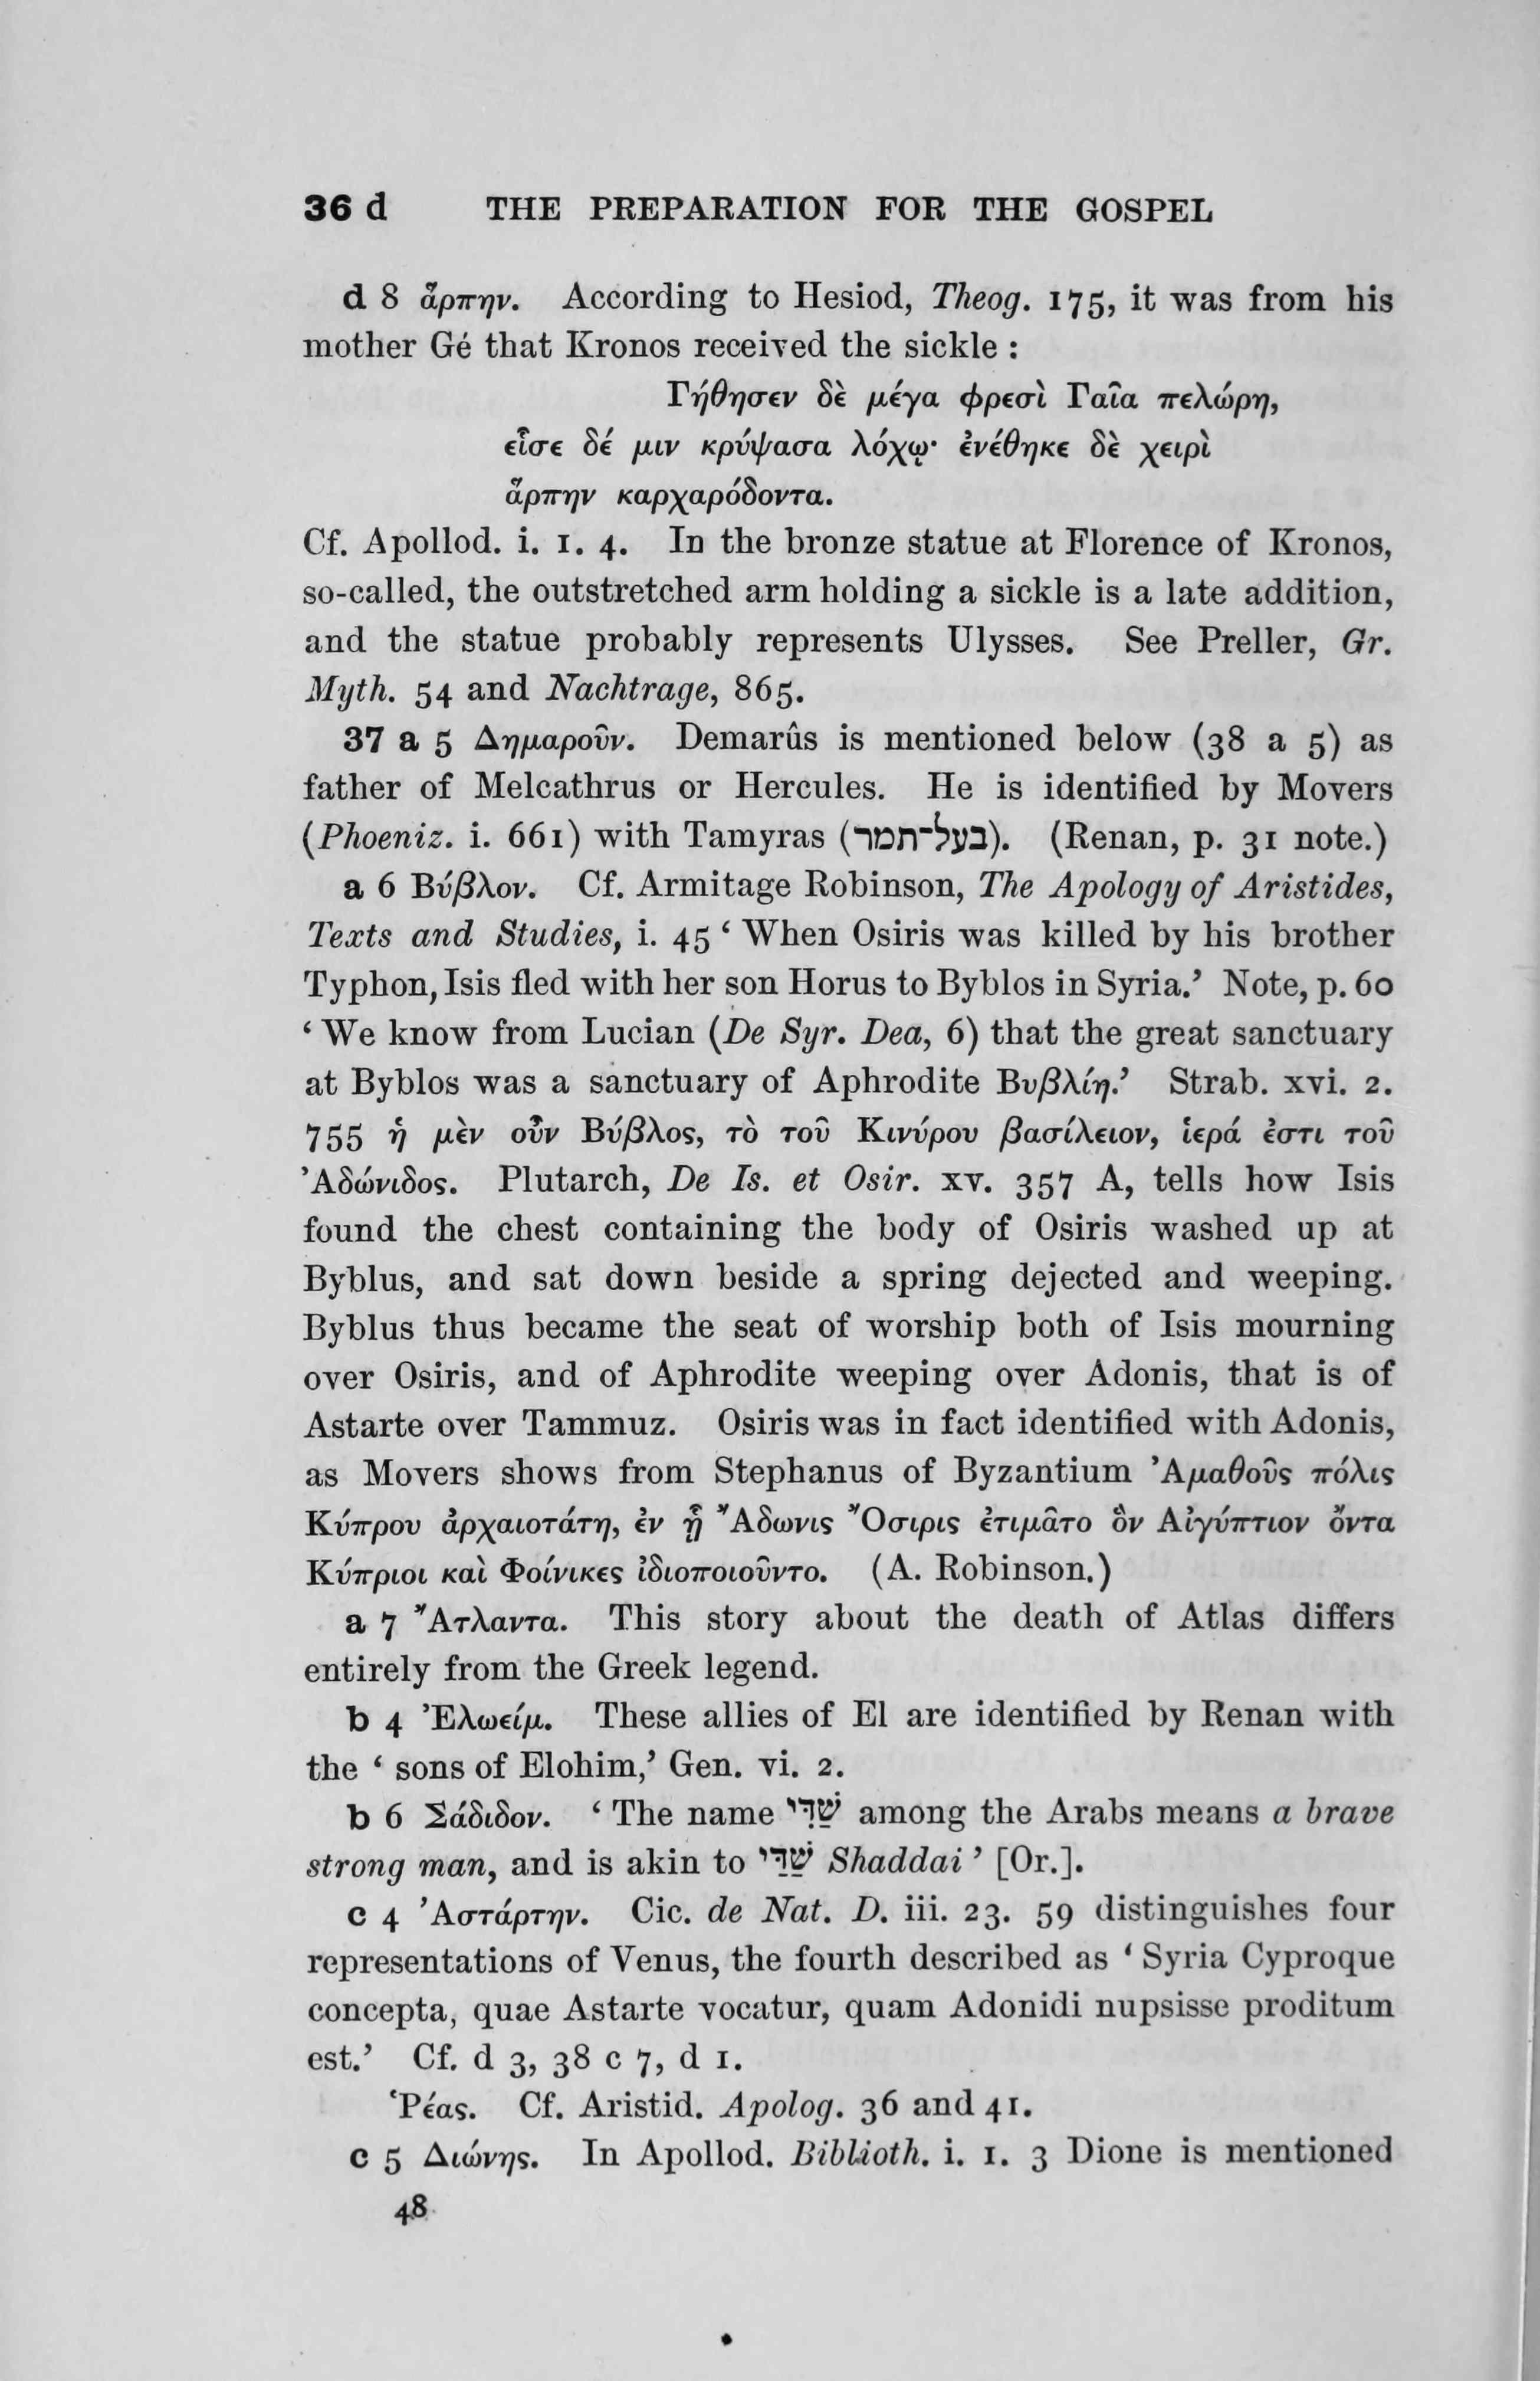 36 d THE PREPARATION FOR THE GOSPEL
d 8 ἅρπην. According to Hesiod, Theog. 175, it was from his
mother Gé that Kronos received the sickle :
Γήθησεν δὲ μέγα φρεσὶ Γαῖα πελώρη,
εἷσε δέ μιν κρύψασα λόχῳ· ἐνέθηκε δὲ χειρὶ
ἅρπην καρχαρόδοντα.
Cf. Apollod. i. 1. 4. In the bronze statue at Florence of Kronos,
so-called, the outstretched arm holding a sickle is a late addition,
and the statue probably represents Ulysses. See Preller, Gr.
Myth. 54 and Nachtrage, 865.
37 a 5 Δημαροῦν. Demarûs is mentioned below (38 a 5) as
father of Melcathrus or Hercules. He is identified by Movers
(Phoeniz. i. 661) with Tamyras (בעל־תמר). (Renan, p. 31 note.)
a 6 Βύβλον. Cf. Armitage Robinson, The Apology of Aristides,
Texts and Studies, i. 45 ‘ When Osiris was killed by his brother
Typhon, Isis fled with her son Horus to Byblos in Syria.’ Note, p. 60
‘ We know from Lucian (De Syr. Dea, 6) that the great sanctuary
at Byblos was a sanctuary of Aphrodite Βυβλίη.’ Strab. xvi. 2.
755 ἡ μὲν οὖν Βύβλος, τὸ τοῦ Κινύρου βασίλειον, ἱερά ἐστι τοῦ
Ἀδώνιδος. Plutarch, De Is. et Osir. xv. 357 A, tells how Isis
found the chest containing the body of Osiris washed up at
Byblus, and sat down beside a spring dejected and weeping.
Byblus thus became the seat of worship both of Isis mourning
over Osiris, and of Aphrodite weeping over Adonis, that is of
Astarte over Tammuz. Osiris was in fact identified with Adonis,
as Movers shows from Stephanus of Byzantium Ἀμαθοῦς πόλις
Κύπρου ἀρχαιοτάτη, ἐν ᾗ Ἄδωνις Ὄσιρις ἐτιμᾶτο ὃν Αἰγύπτιον ὄντα
Κύπριοι καὶ Φοίνικες ἰδιοποιοῦντο. (A. Robinson.)
a 7 Ἄτλαντα. This story about the death of Atlas differs
entirely from the Greek legend.
b 4 Ἐλωείμ. These allies of El are identified by Renan with
the ‘ sons of Elohim,’ Gen. vi. 2.
b 6 Σάδιδον. ‘ The name שָׁדִי among the Arabs means a brave
strong man, and is akin to שַׁדַּי Shaddai ’ [Or.].
c 4 Ἀστάρτην. Cic. de Nat. D. iii. 23. 59 distinguishes four
representations of Venus, the fourth described as ‘ Syria Cyproque
concepta, quae Astarte vocatur, quam Adonidi nupsisse proditum
est.’ Cf. d 3, 38 c 7, d 1.
Ῥέας. Cf. Aristid. Apolog. 36 and 41.
c 5 Διώνης. In Apollod. Biblioth. i. 1. 3 Dione is mentioned
48